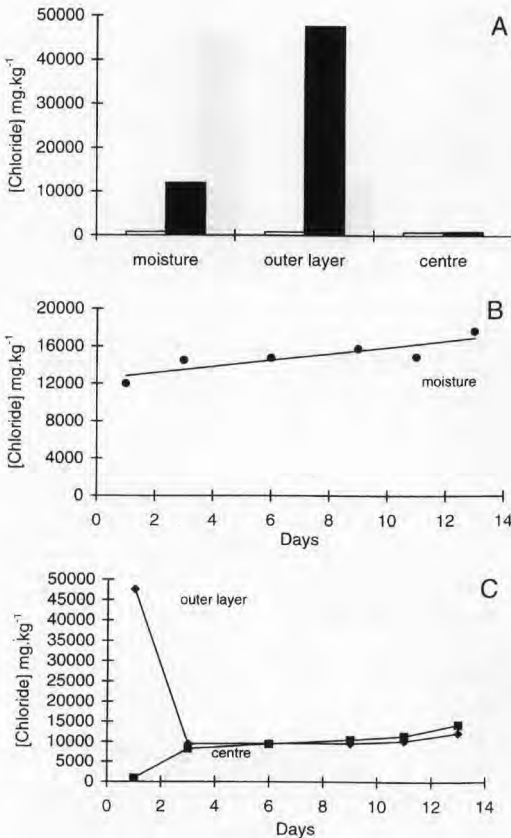 A
[Chloride] mg.kg-1
50000
40000
30000
20000
10000
0
moisture outer layer centre
B
[Chloride] mg.kg-1
20000
16000
12000
8000
4000
0
moisture
0 2 4 6 8 10 12 14
Days
C
[Chloride] mg.kg-1
50000
45000
40000
35000
30000
25000
20000
15000
10000
5000
0
outer layer
centre
0 2 4 6 8 10 12 14
Days